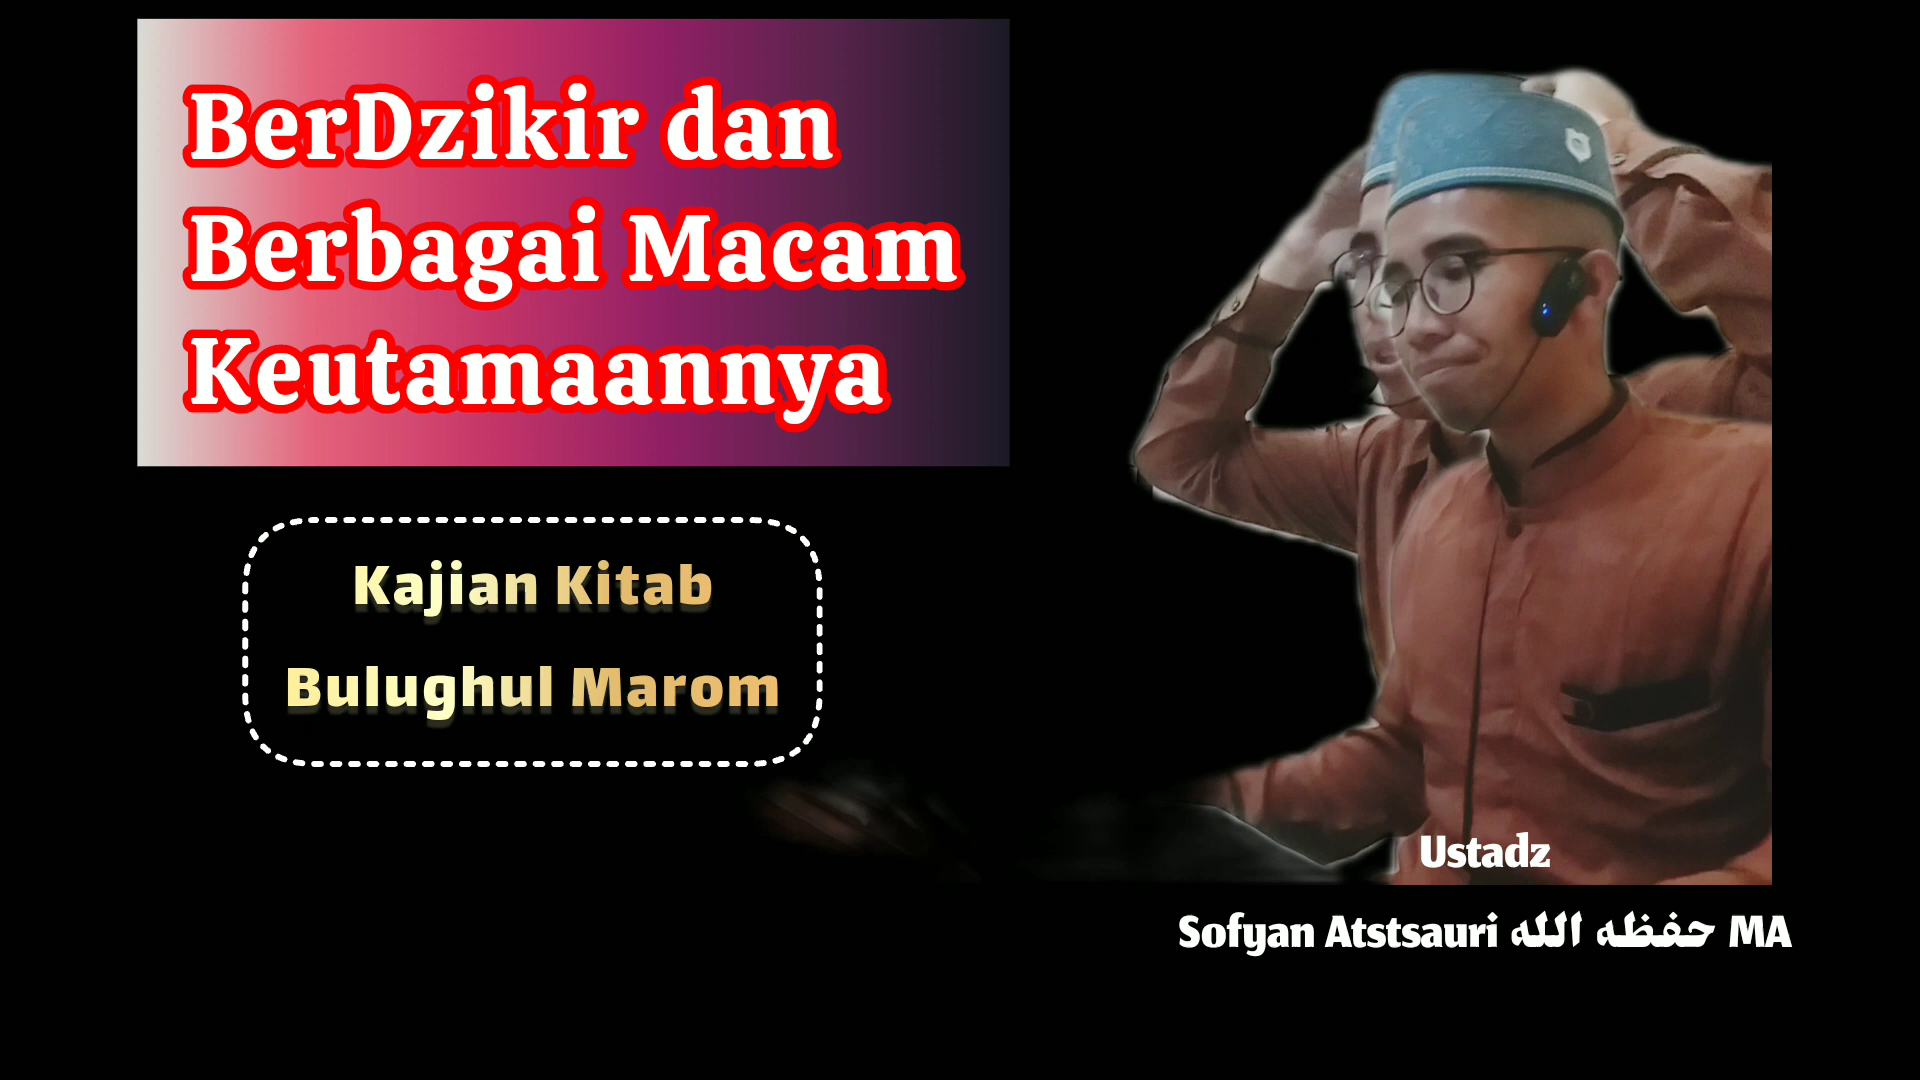 BerDzikir dan
Berbagai Macam
Keutamaannya
Kajian Kitab
Bulughul Marom
Ustadz
Sofyan Atstsauri حفظه الله MA